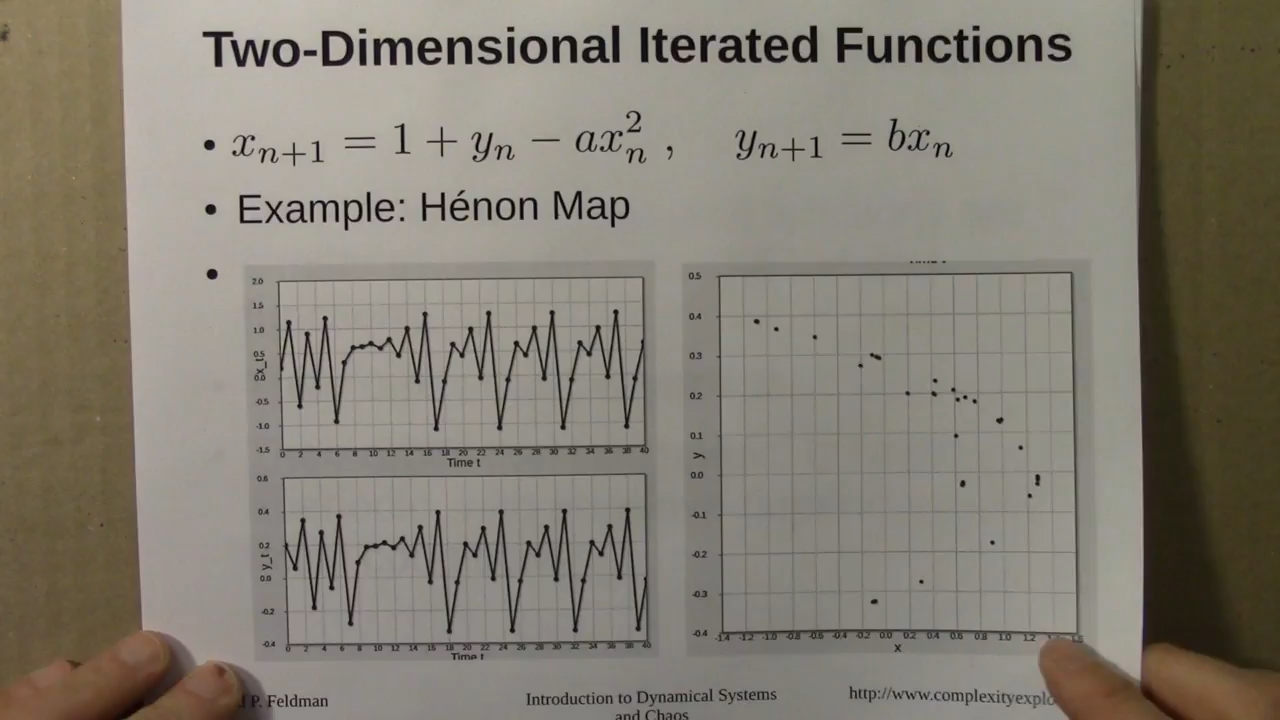 Two-Dimensional Iterated Functions
• xₙ₊₁ = 1 + yₙ − axₙ² , yₙ₊₁ = bxₙ
• Example: Hénon Map
•
2.0
1.5
1.0
0.5
0.0
-0.5
-1.0
-1.5
x_t
0 2 4 6 8 10 12 14 16 18 20 22 24 26 28 30 32 34 36 38 40
Time t
0.6
0.4
0.2
0.0
-0.2
-0.4
y_t
0 2 4 6 8 10 12 14 16 18 20 22 24 26 28 30 32 34 36 38 40
Time t
0.5
0.4
0.3
0.2
0.1
0.0
-0.1
-0.2
-0.3
-0.4
y
-1.4 -1.2 -1.0 -0.8 -0.6 -0.4 -0.2 0.0 0.2 0.4 0.6 0.8 1.0 1.2
x
P. Feldman
Introduction to Dynamical Systems
and Chaos
http://www.complexityexplo